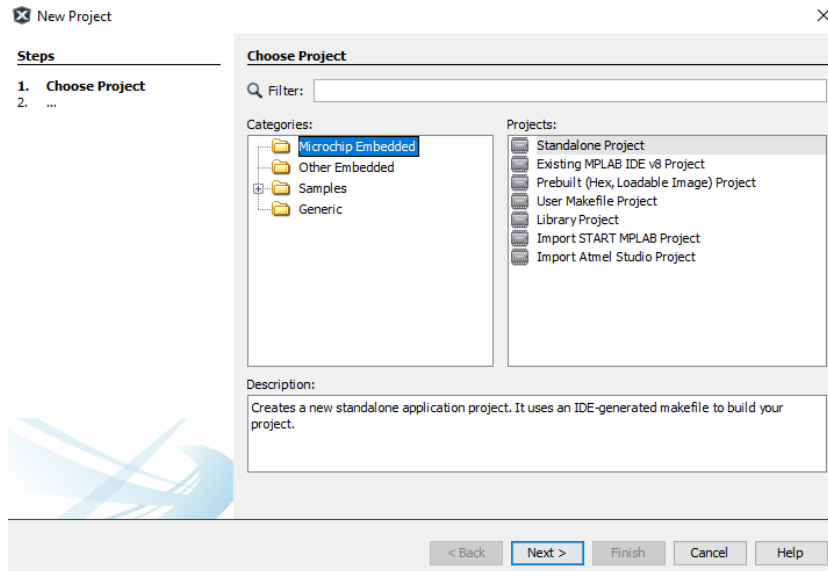 New Project
Steps
1. Choose Project
2. ...
Choose Project
Filter:
Categories:
Microchip Embedded
Other Embedded
Samples
Generic
Projects:
Standalone Project
Existing MPLAB IDE v8 Project
Prebuilt (Hex, Loadable Image) Project
User Makefile Project
Library Project
Import START MPLAB Project
Import Atmel Studio Project
Description:
Creates a new standalone application project. It uses an IDE-generated makefile to build your
project.
< Back Next > Finish Cancel Help